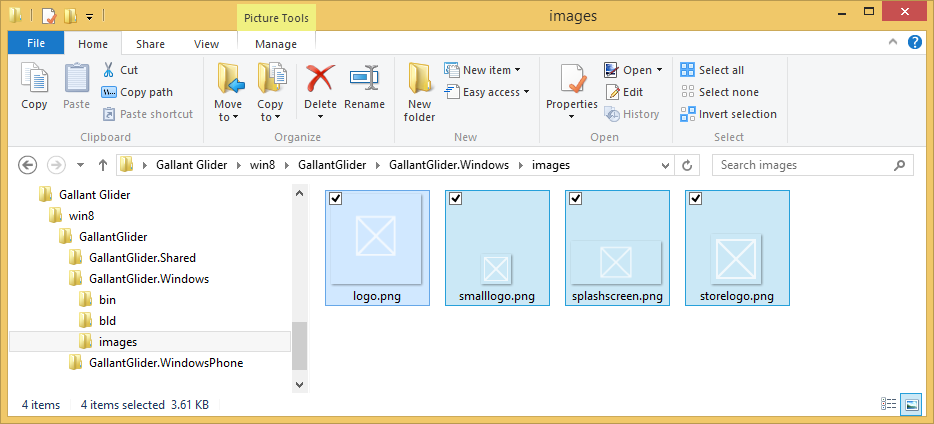 Picture Tools
images
File Home Share View Manage
Copy
Paste
Cut
Copy path
Paste shortcut
Clipboard
Move to
Copy to
Delete
Rename
Organize
New folder
New item
Easy access
New
Properties
Open
Edit
History
Open
Select all
Select none
Invert selection
Select
Gallant Glider win8 GallantGlider GallantGlider.Windows images
Search images
Gallant Glider
win8
GallantGlider
GallantGlider.Shared
GallantGlider.Windows
bin
bld
images
GallantGlider.WindowsPhone
logo.png
smalllogo.png
splashscreen.png
storelogo.png
4 items 4 items selected 3.61 KB